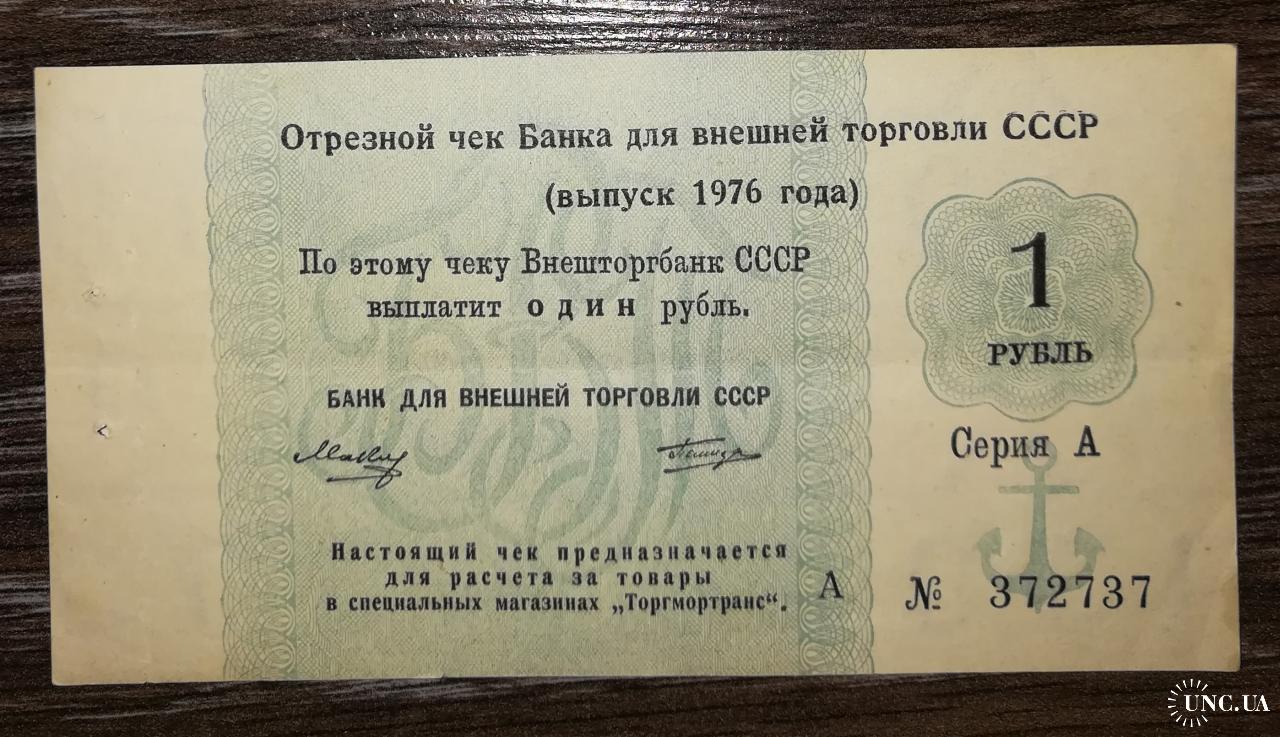 Отрезной чек Банка для внешней торговли СССР
(выпуск 1976 года)
По этому чеку Внешторгбанк СССР
выплатит один рубль.
1
РУБЛЬ
БАНК ДЛЯ ВНЕШНЕЙ ТОРГОВЛИ СССР
Серия А
Настоящий чек предназначается
для расчета за товары
в специальных магазинах „Торгмортранс“.
А № 372737
UNC.UA